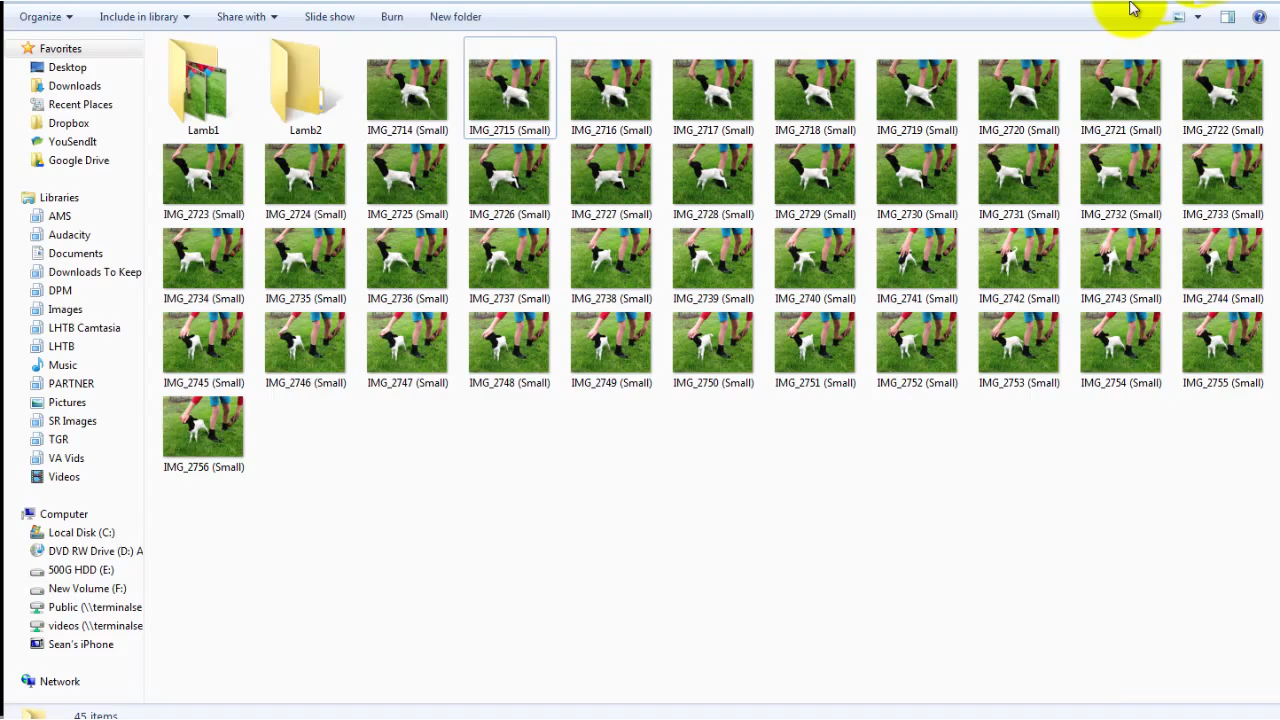 Organize Include in library Share with Slide show Burn New folder
Favorites
Desktop
Downloads
Recent Places
Dropbox
YouSendIt
Google Drive
Libraries
AMS
Audacity
Documents
Downloads To Keep
DPM
Images
LHTB Camtasia
LHTB
Music
PARTNER
Pictures
SR Images
TGR
VA Vids
Videos
Computer
Local Disk (C:)
DVD RW Drive (D:) A
500G HDD (E:)
New Volume (F:)
Public (\\terminalse
videos (\\terminalse
Sean's iPhone
Network
Lamb1 Lamb2 IMG_2714 (Small) IMG_2715 (Small) IMG_2716 (Small) IMG_2717 (Small) IMG_2718 (Small) IMG_2719 (Small) IMG_2720 (Small) IMG_2721 (Small) IMG_2722 (Small)
IMG_2723 (Small) IMG_2724 (Small) IMG_2725 (Small) IMG_2726 (Small) IMG_2727 (Small) IMG_2728 (Small) IMG_2729 (Small) IMG_2730 (Small) IMG_2731 (Small) IMG_2732 (Small) IMG_2733 (Small)
IMG_2734 (Small) IMG_2735 (Small) IMG_2736 (Small) IMG_2737 (Small) IMG_2738 (Small) IMG_2739 (Small) IMG_2740 (Small) IMG_2741 (Small) IMG_2742 (Small) IMG_2743 (Small) IMG_2744 (Small)
IMG_2745 (Small) IMG_2746 (Small) IMG_2747 (Small) IMG_2748 (Small) IMG_2749 (Small) IMG_2750 (Small) IMG_2751 (Small) IMG_2752 (Small) IMG_2753 (Small) IMG_2754 (Small) IMG_2755 (Small)
IMG_2756 (Small)
45 items